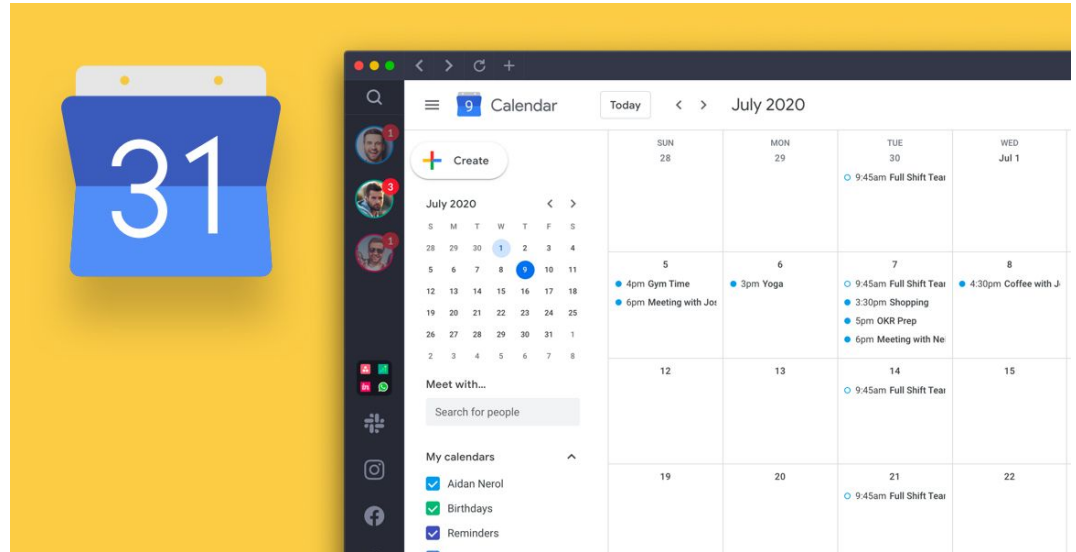 31
9 Calendar Today July 2020
1
3
1
in
Create
July 2020
S M T W T F S
28 29 30 1 2 3 4
5 6 7 8 9 10 11
12 13 14 15 16 17 18
19 20 21 22 23 24 25
26 27 28 29 30 31 1
2 3 4 5 6 7 8
Meet with...
Search for people
My calendars
Aidan Nerol
Birthdays
Reminders
SUN MON TUE WED
28 29 30 Jul 1
9:45am Full Shift Tear
5 6 7 8
4pm Gym Time 3pm Yoga 9:45am Full Shift Tear 4:30pm Coffee with J
6pm Meeting with Jos 3:30pm Shopping
5pm OKR Prep
6pm Meeting with Ne
12 13 14 15
9:45am Full Shift Tear
19 20 21 22
9:45am Full Shift Tear